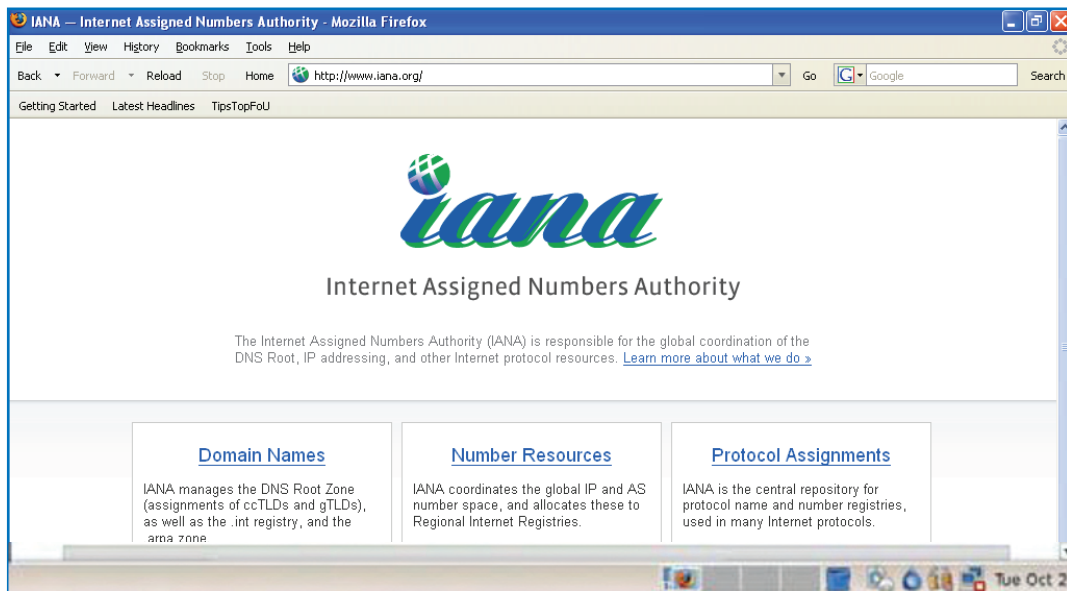 IANA — Internet Assigned Numbers Authority - Mozilla Firefox
File Edit View History Bookmarks Tools Help
Back Forward Reload Stop Home http://www.iana.org/ Go G Google Search
Getting Started Latest Headlines TipsTopFoU
iana
Internet Assigned Numbers Authority
The Internet Assigned Numbers Authority (IANA) is responsible for the global coordination of the
DNS Root, IP addressing, and other Internet protocol resources. Learn more about what we do »
Domain Names
IANA manages the DNS Root Zone
(assignments of ccTLDs and gTLDs),
as well as the .int registry, and the
.arpa zone
Number Resources
IANA coordinates the global IP and AS
number space, and allocates these to
Regional Internet Registries.
Protocol Assignments
IANA is the central repository for
protocol name and number registries,
used in many Internet protocols.
Tue Oct 2